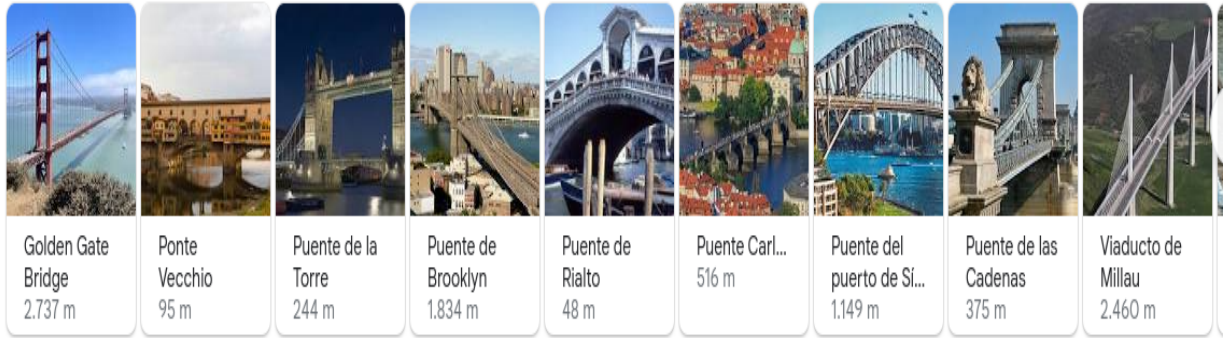 Golden Gate
Bridge
2.737 m
Ponte
Vecchio
95 m
Puente de la
Torre
244 m
Puente de
Brooklyn
1.834 m
Puente de
Rialto
48 m
Puente Carl...
516 m
Puente del
puerto de Sí...
1.149 m
Puente de las
Cadenas
375 m
Viaducto de
Millau
2.460 m